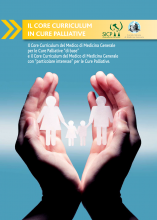 IL CORE CURRICULUM
IN CURE PALLIATIVE
SICP
Il Core Curriculum del Medico di Medicina Generale
per le Cure Palliative "di base"
e il Core Curriculum del Medico di Medicina Generale
con "particolare interesse" per le Cure Palliative